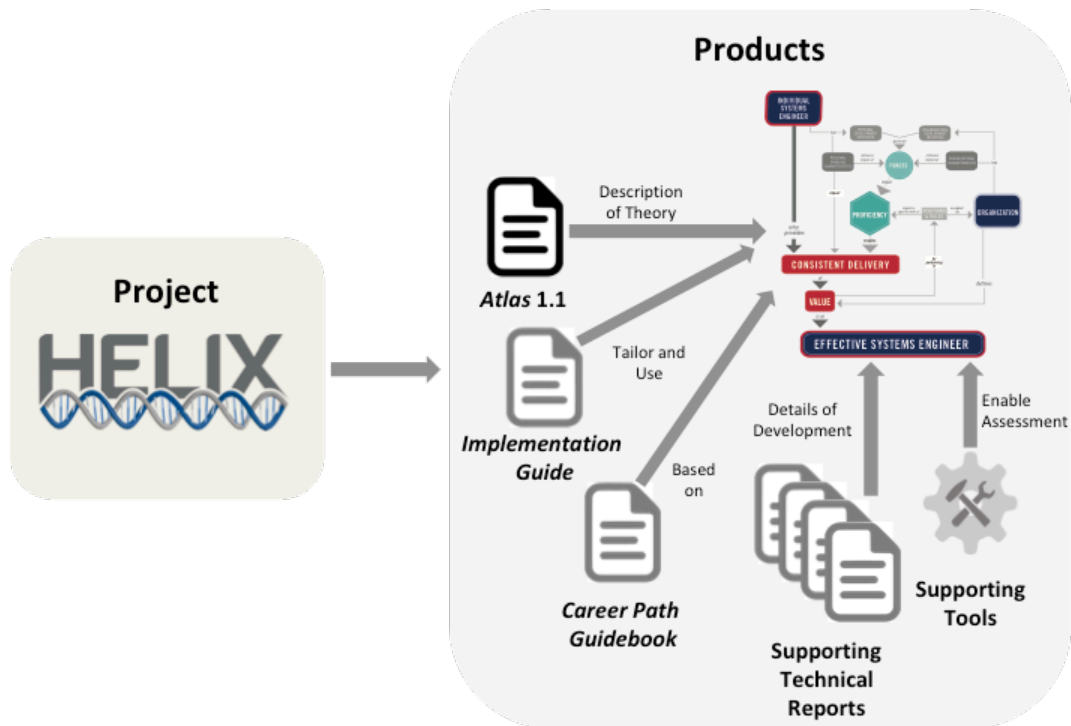 Products
Project
HELIX
INDIVIDUAL
SYSTEMS
ENGINEER
FORCES
PROFICIENCY
ORGANIZATION
CONSISTENT DELIVERY
VALUE
EFFECTIVE SYSTEMS ENGINEER
Description
of Theory
Atlas 1.1
Tailor and
Use
Implementation
Guide
Based
on
Career Path
Guidebook
Details of
Development
Supporting
Technical
Reports
Enable
Assessment
Supporting
Tools